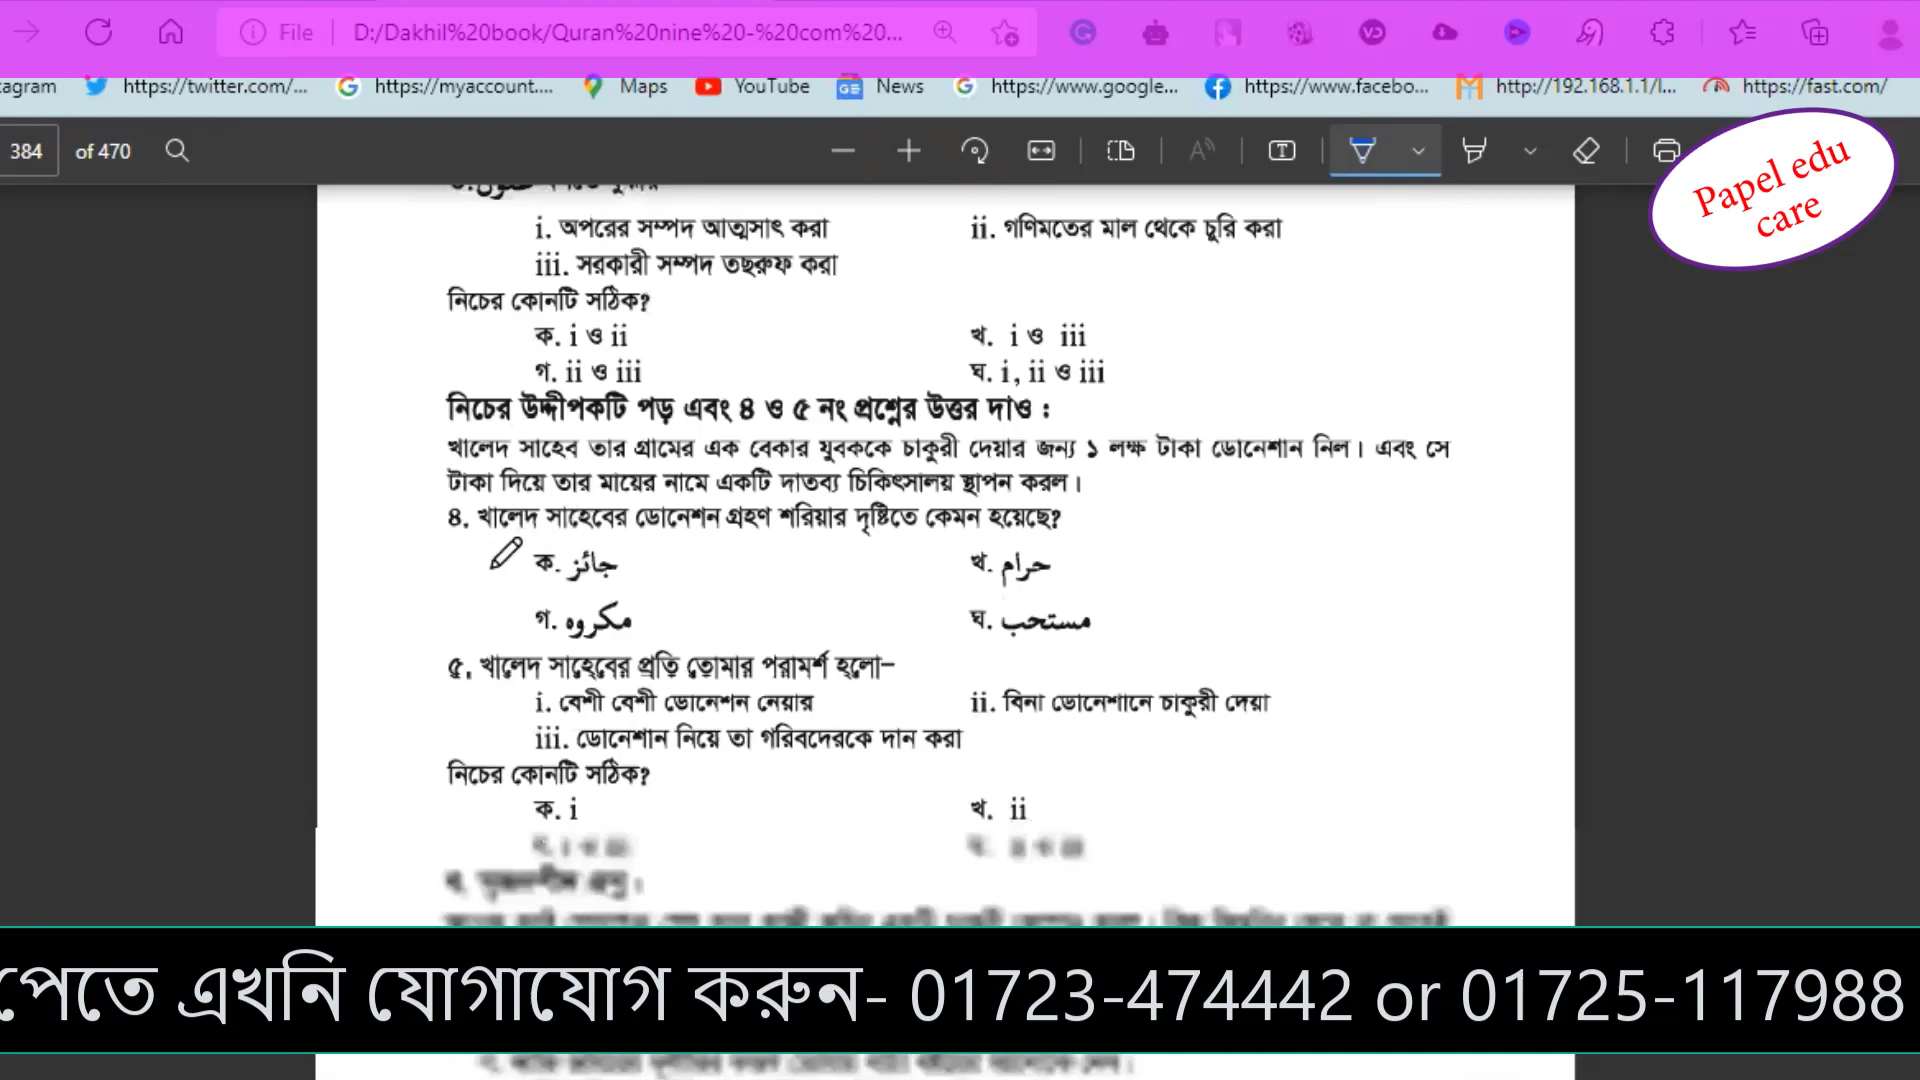 File D:/Dakhil%20book/Quran%20nine%20-%20com%20...
agram https://twitter.com/... https://myaccount.... Maps YouTube News https://www.google... https://www.facebo... http://192.168.1.1/l... https://fast.com/
384 of 470
Papel edu
care
i. অপরের সম্পদ আত্মসাৎ করা ii. গণিমতের মাল থেকে চুরি করা
iii. সরকারী সম্পদ তছরুফ করা
নিচের কোনটি সঠিক?
ক. i ও ii খ. i ও iii
গ. ii ও iii ঘ. i, ii ও iii
নিচের উদ্দীপকটি পড় এবং ৪ ও ৫ নং প্রশ্নের উত্তর দাও :
খালেদ সাহেব তার গ্রামের এক বেকার যুবককে চাকুরী দেয়ার জন্য ১ লক্ষ টাকা ডোনেশান নিল। এবং সে
টাকা দিয়ে তার মায়ের নামে একটি দাতব্য চিকিৎসালয় স্থাপন করল।
৪. খালেদ সাহেবের ডোনেশন গ্রহণ শরিয়ার দৃষ্টিতে কেমন হয়েছে?
ক. جائز খ. حرام
গ. مكروه ঘ. مستحب
৫. খালেদ সাহেবের প্রতি তোমার পরামর্শ হলো–
i. বেশী বেশী ডোনেশন নেয়ার ii. বিনা ডোনেশানে চাকুরী দেয়া
iii. ডোনেশান নিয়ে তা গরিবদেরকে দান করা
নিচের কোনটি সঠিক?
ক. i খ. ii
পেতে এখনি যোগাযোগ করুন- 01723-474442 or 01725-117988